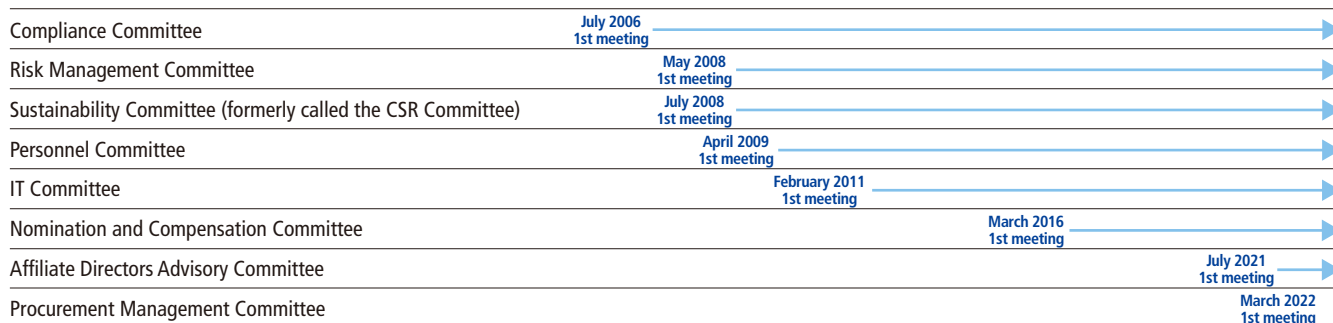 Compliance Committee
July 2006
1st meeting
Risk Management Committee
May 2008
1st meeting
Sustainability Committee (formerly called the CSR Committee)
July 2008
1st meeting
Personnel Committee
April 2009
1st meeting
IT Committee
February 2011
1st meeting
Nomination and Compensation Committee
March 2016
1st meeting
Affiliate Directors Advisory Committee
July 2021
1st meeting
Procurement Management Committee
March 2022
1st meeting